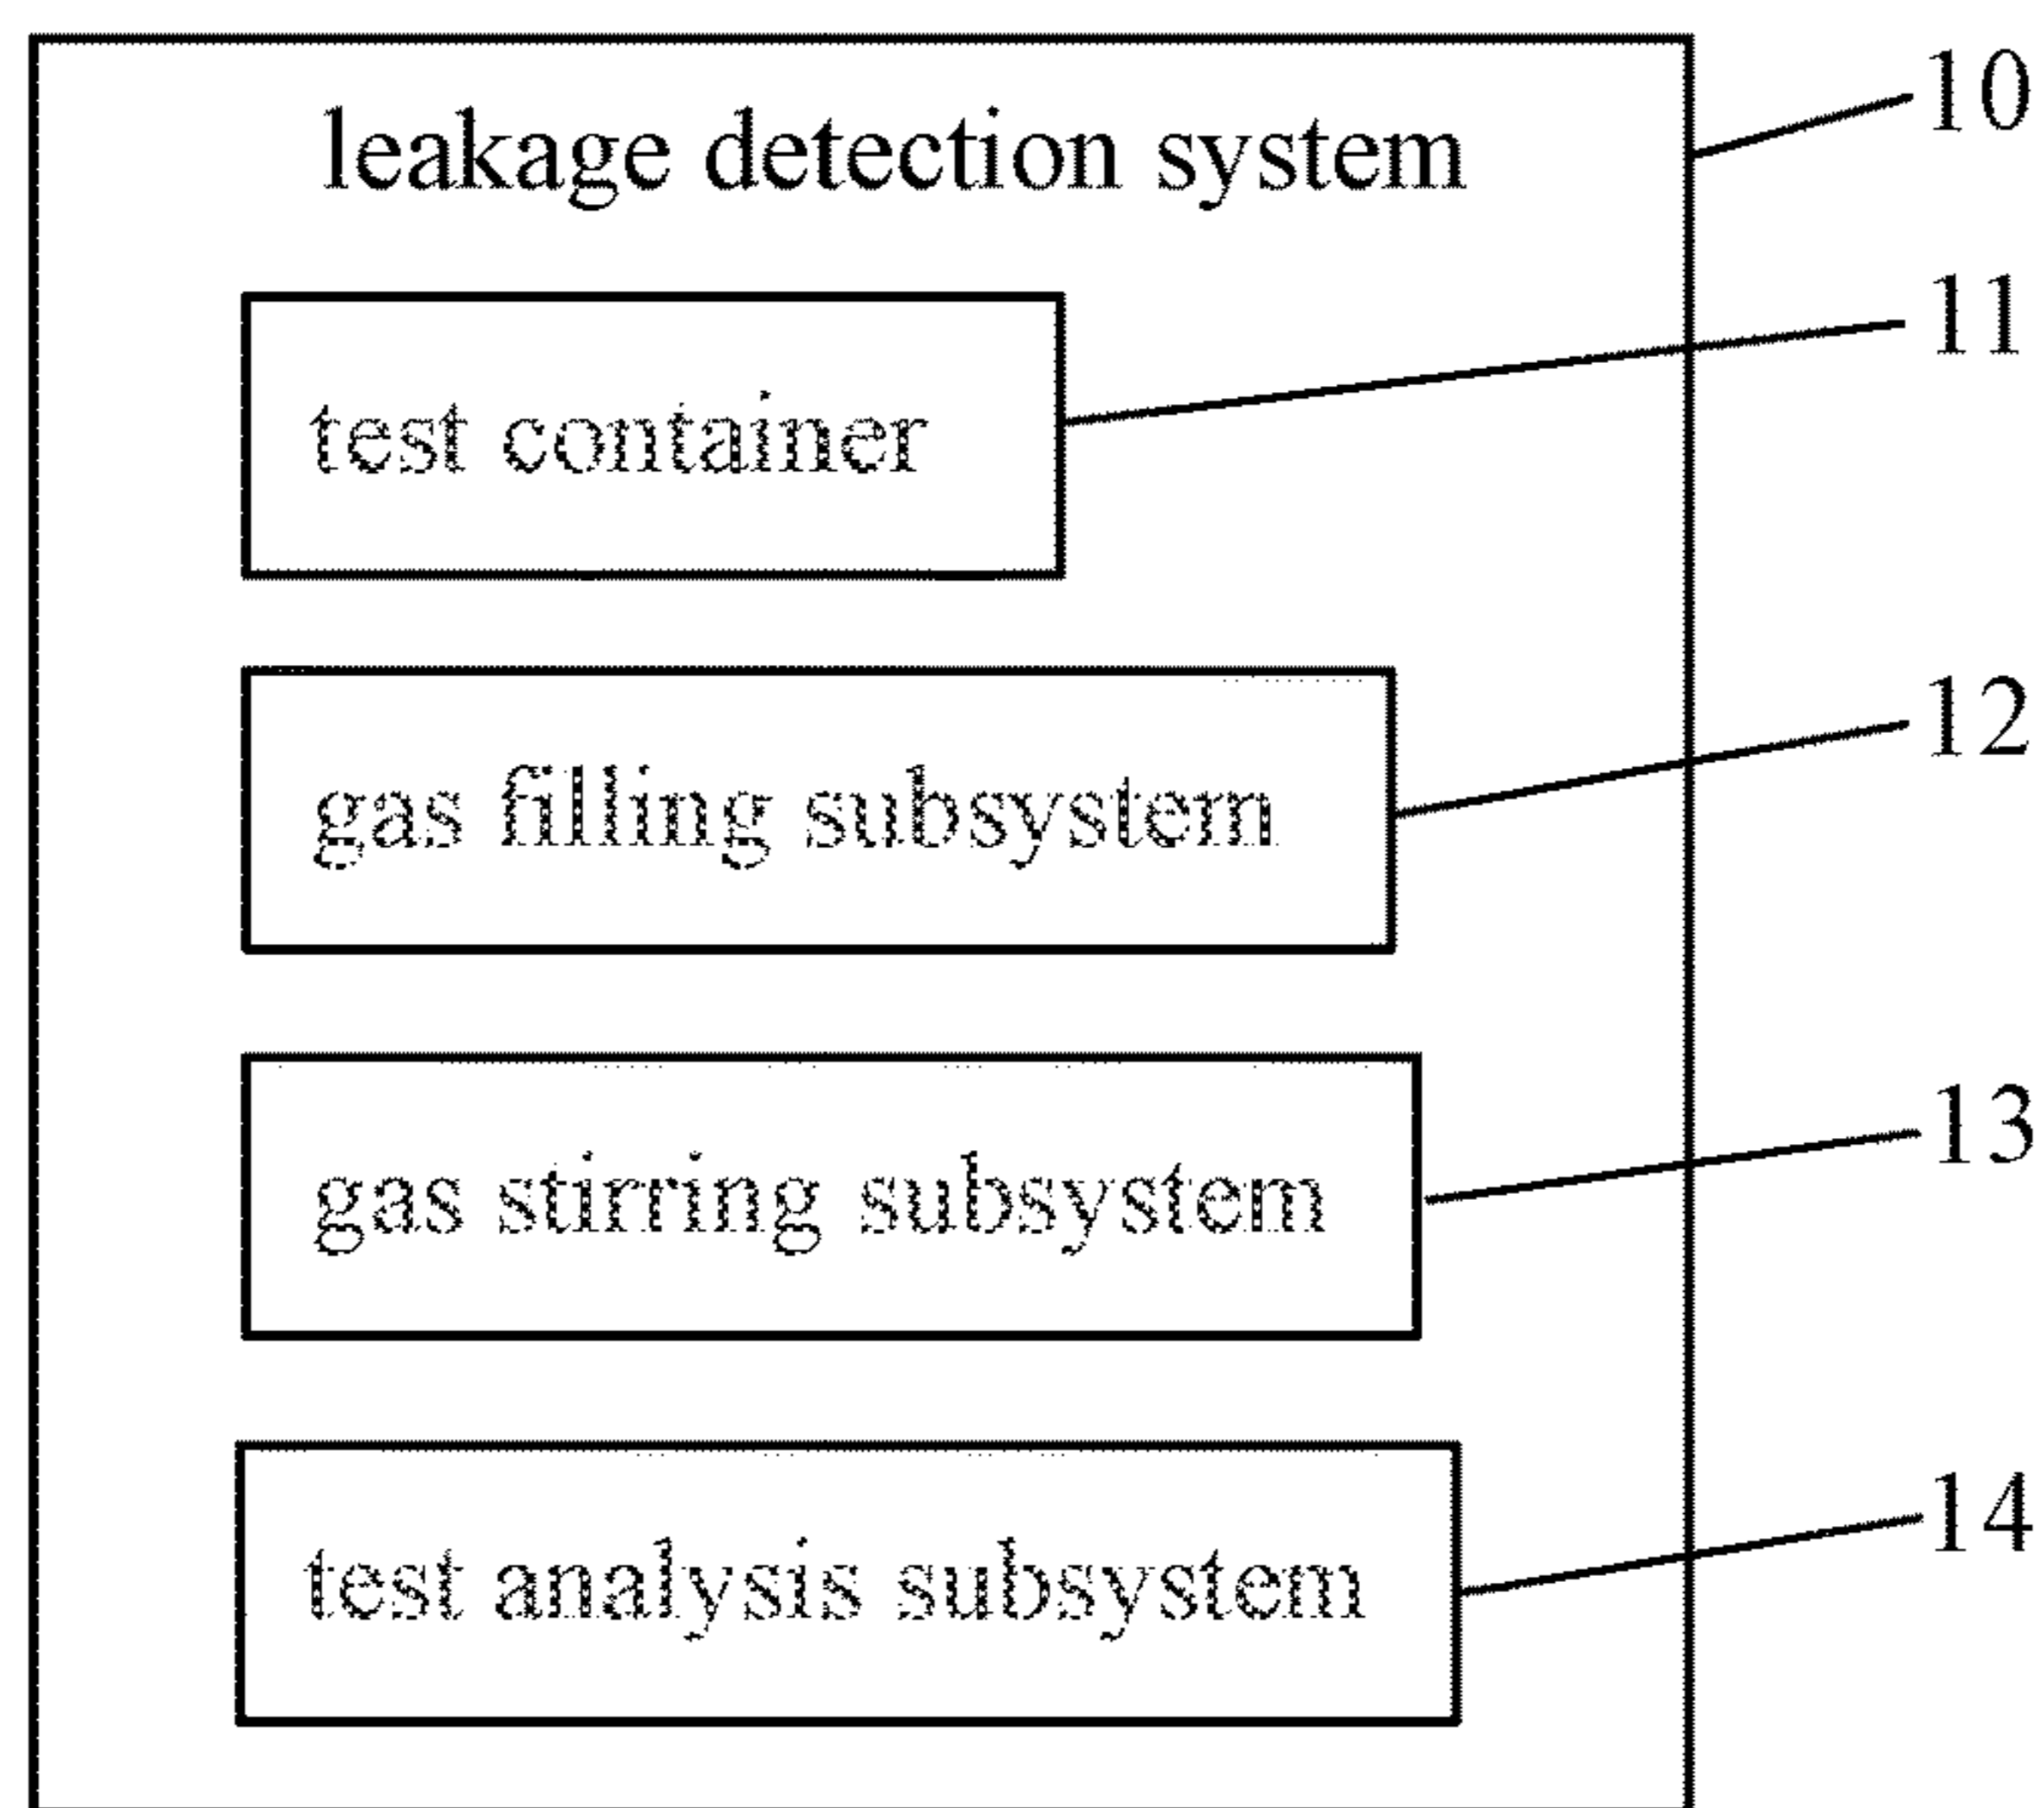 leakage detection system
10
test container
11
gas filling subsystem
12
gas stirring subsystem
13
test analysis subsystem
14